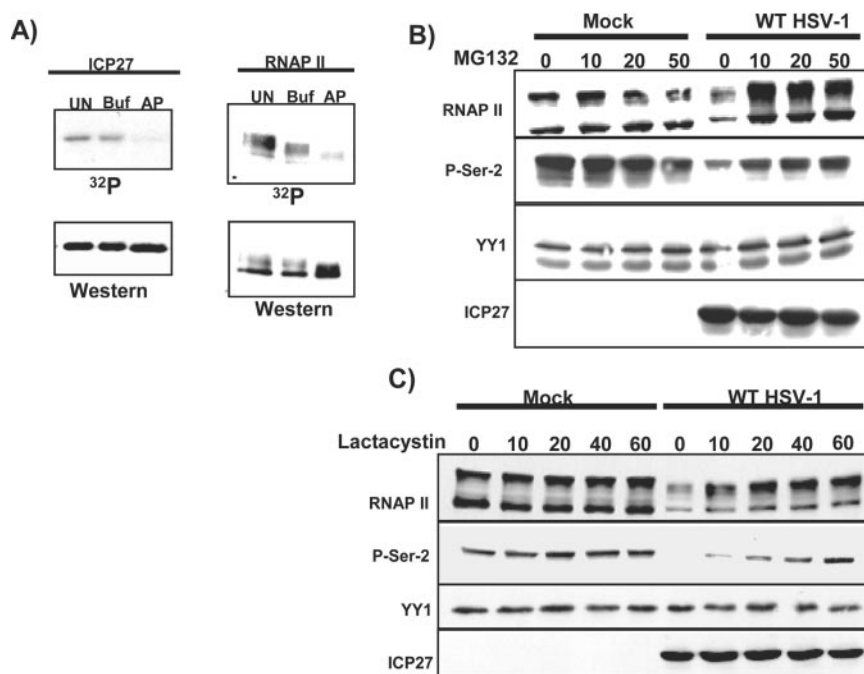 A)
ICP27
RNAP II
UN Buf AP
UN Buf AP
32P
32P
Western
Western
B)
Mock WT HSV-1
MG132 0 10 20 50 0 10 20 50
RNAP II
P-Ser-2
YY1
ICP27
C)
Mock WT HSV-1
Lactacystin 0 10 20 40 60 0 10 20 40 60
RNAP II
P-Ser-2
YY1
ICP27